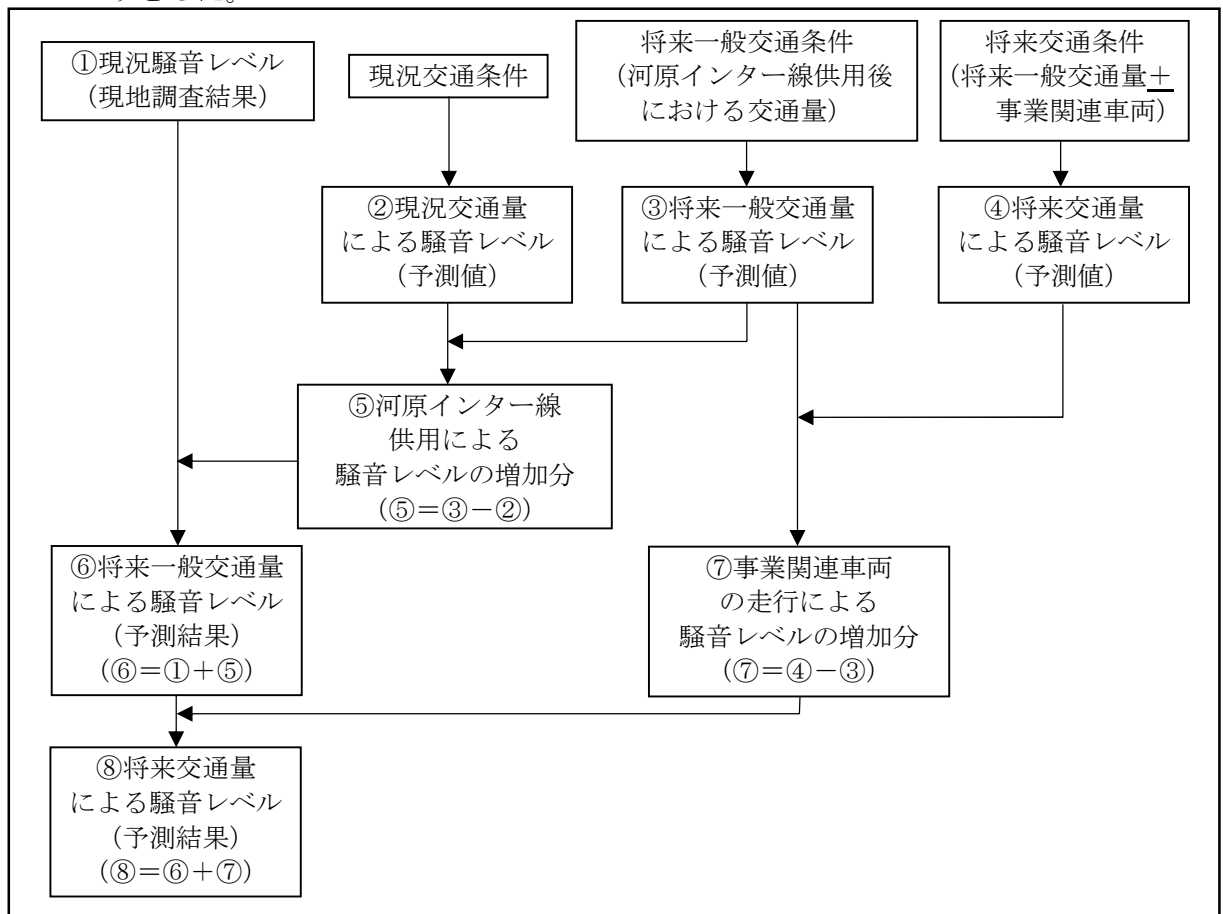 りとした。
①現況騒音レベル
(現地調査結果)
現況交通条件
将来一般交通条件
(河原インター線供用後
における交通量)
将来交通条件
(将来一般交通量＋
事業関連車両)
②現況交通量
による騒音レベル
(予測値)
③将来一般交通量
による騒音レベル
(予測値)
④将来交通量
による騒音レベル
(予測値)
⑤河原インター線
供用による
騒音レベルの増加分
(⑤＝③－②)
⑥将来一般交通量
による騒音レベル
(予測結果)
(⑥＝①＋⑤)
⑦事業関連車両
の走行による
騒音レベルの増加分
(⑦＝④－③)
⑧将来交通量
による騒音レベル
(予測結果)
(⑧＝⑥＋⑦)